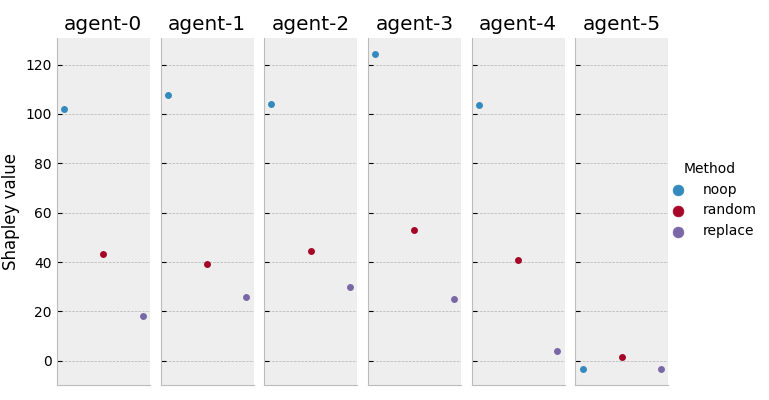 agent-0 agent-1 agent-2 agent-3 agent-4 agent-5
120
100
80
60
40
20
0
Shapley value
Method
noop
random
replace